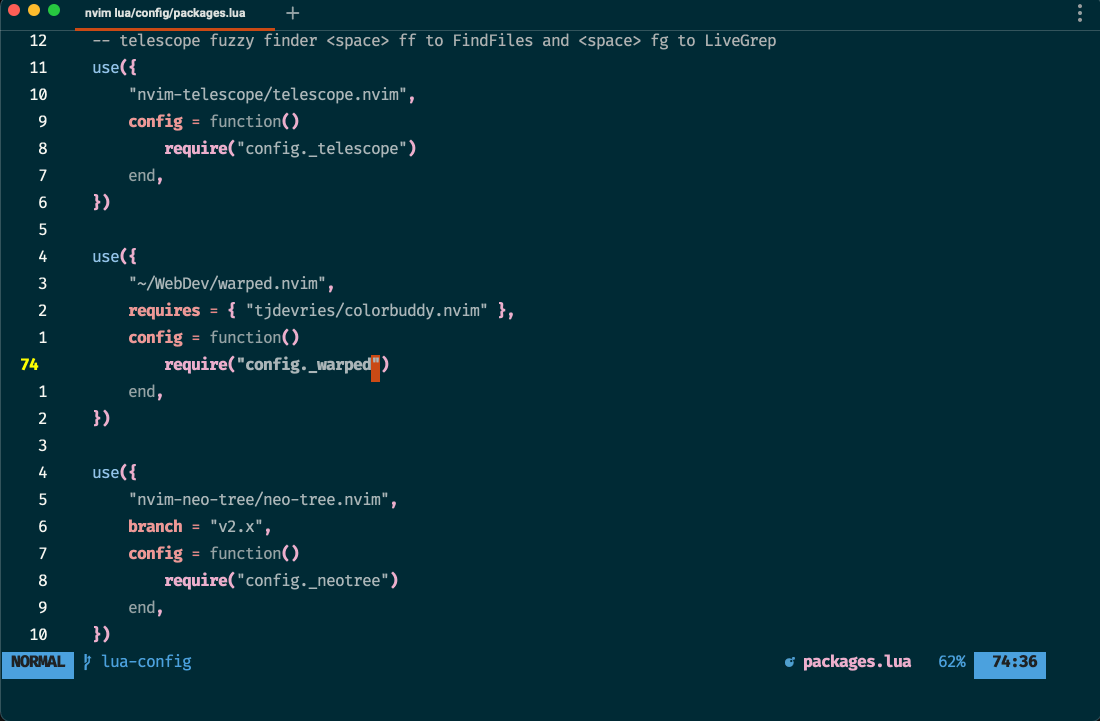 nvim lua/config/packages.lua +
12 -- telescope fuzzy finder <space> ff to FindFiles and <space> fg to LiveGrep
11 use({
10 "nvim-telescope/telescope.nvim",
9 config = function()
8 require("config._telescope")
7 end,
6 })
5
4 use({
3 "~/WebDev/warped.nvim",
2 requires = { "tjdevries/colorbuddy.nvim" },
1 config = function()
74 require("config._warped")
1 end,
2 })
3
4 use({
5 "nvim-neo-tree/neo-tree.nvim",
6 branch = "v2.x",
7 config = function()
8 require("config._neotree")
9 end,
10 })
NORMAL lua-config packages.lua 62% 74:36